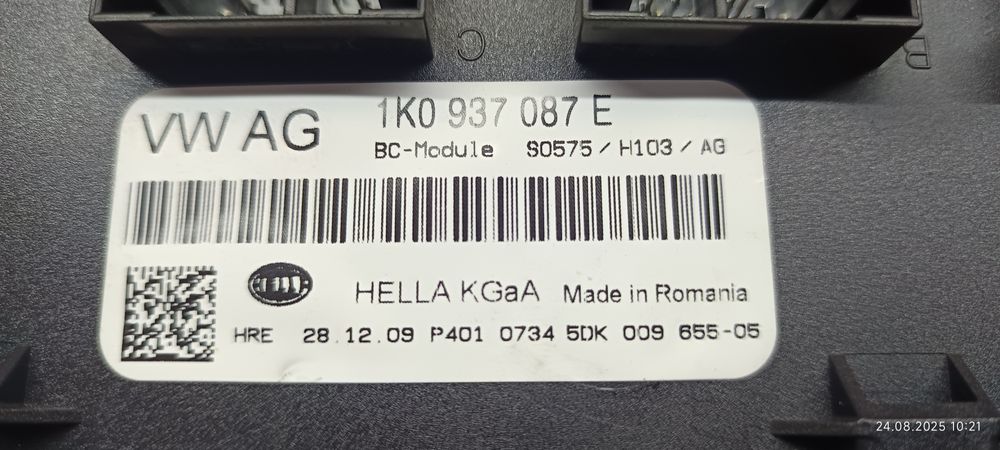 C
B
VW AG
1K0 937 087 E
BC-Module S0575 / H103 / AG
HELLA
HELLA KGaA Made in Romania
HRE 28.12.09 P401 0734 5DK 009 655-05
24.08.2025 10:21